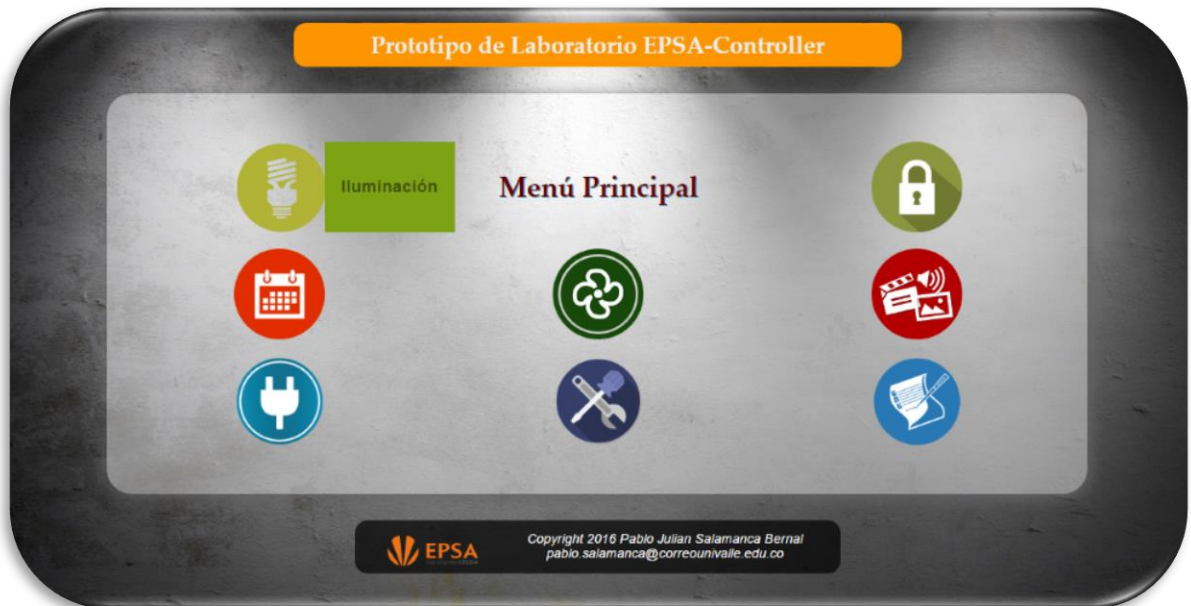 Prototipo de Laboratorio EPSA-Controller
Iluminación
Menú Principal
EPSA
Copyright 2016 Pablo Julian Salamanca Bernal
pablo.salamanca@correounivalle.edu.co